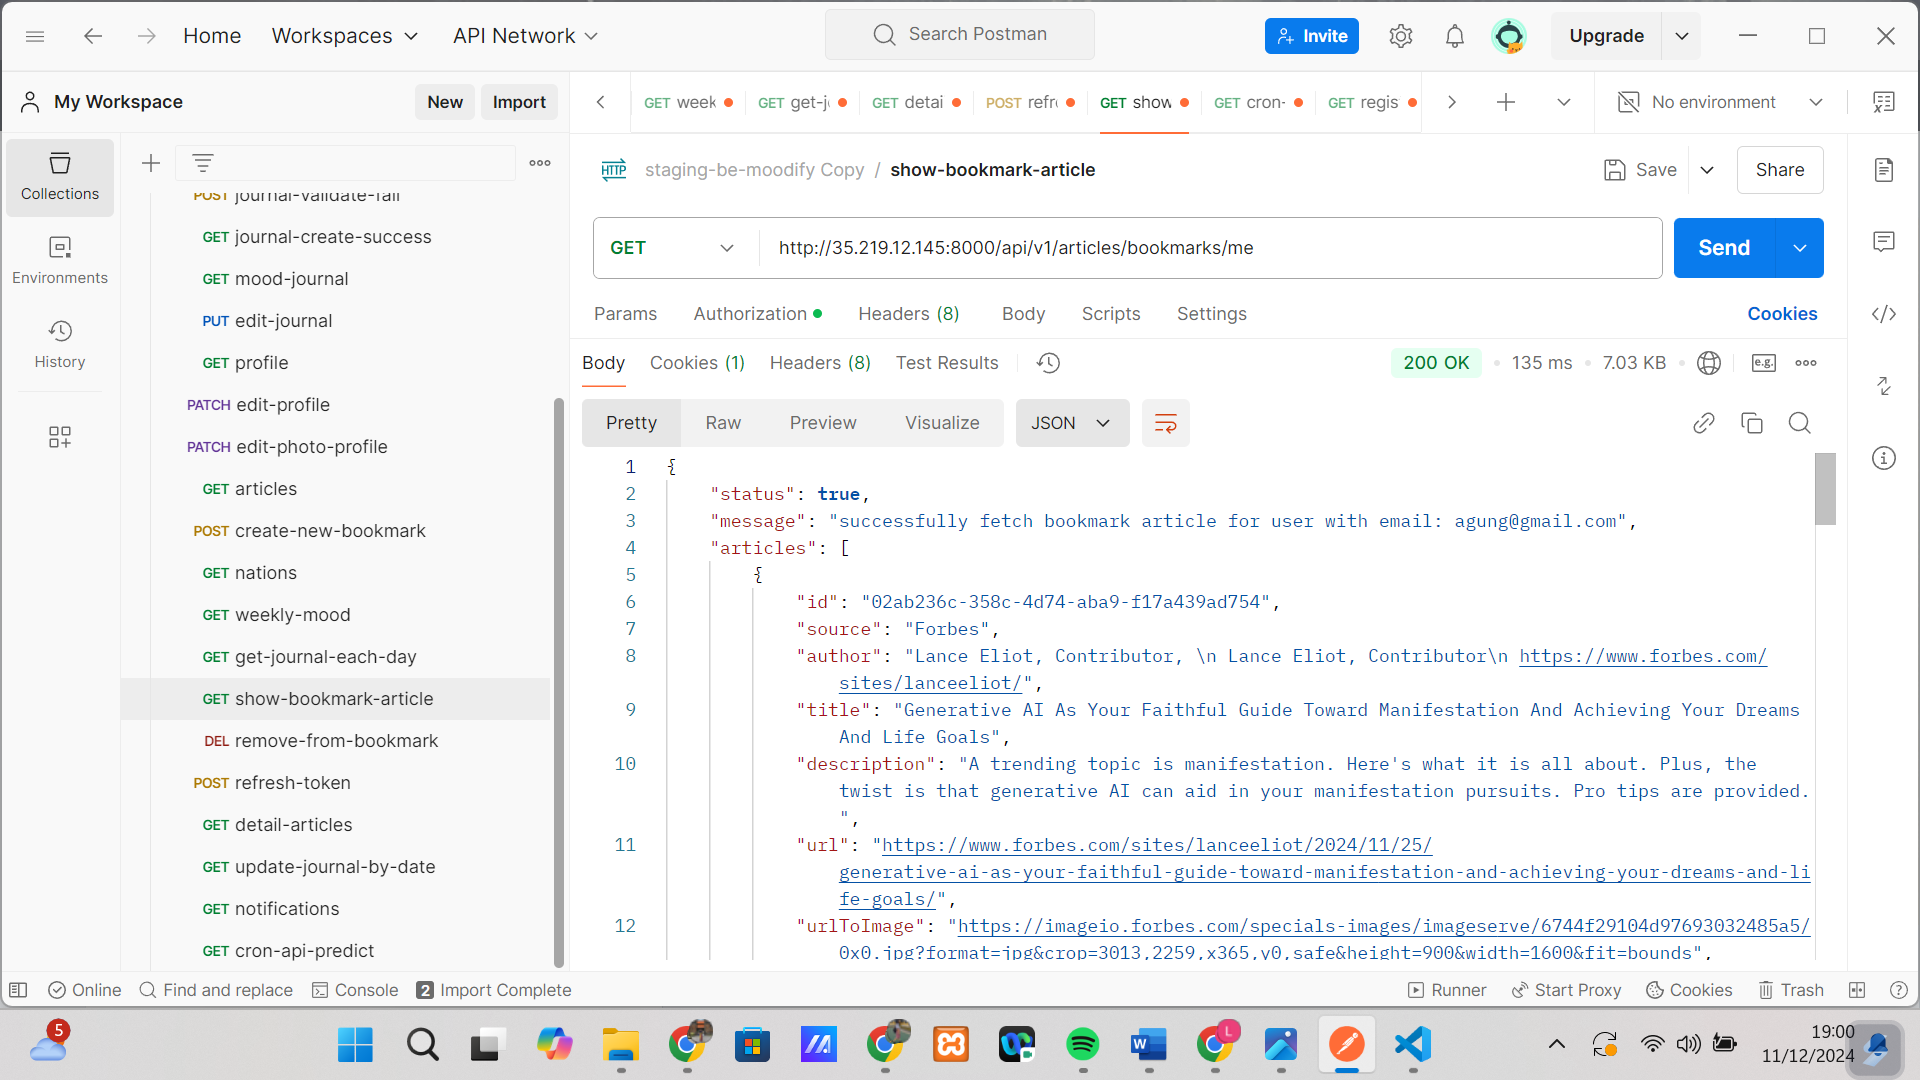 Home
Workspaces
API Network
Search Postman
Invite
Upgrade
My Workspace
New
Import
GET week
GET get-j
GET detai
POST refr
GET show
GET cron-
GET regis
No environment
Collections
Environments
History
POST journal-validate-fail
GET journal-create-success
GET mood-journal
PUT edit-journal
GET profile
PATCH edit-profile
PATCH edit-photo-profile
GET articles
POST create-new-bookmark
GET nations
GET weekly-mood
GET get-journal-each-day
GET show-bookmark-article
DEL remove-from-bookmark
POST refresh-token
GET detail-articles
GET update-journal-by-date
GET notifications
GET cron-api-predict
HTTP staging-be-moodify Copy / show-bookmark-article
Save
Share
GET
http://35.219.12.145:8000/api/v1/articles/bookmarks/me
Send
Params
Authorization
Headers (8)
Body
Scripts
Settings
Cookies
Body
Cookies (1)
Headers (8)
Test Results
200 OK
135 ms
7.03 KB
e.g.
Pretty
Raw
Preview
Visualize
JSON
1 {
2 "status": true,
3 "message": "successfully fetch bookmark article for user with email: agung@gmail.com",
4 "articles": [
5 {
6 "id": "02ab236c-358c-4d74-aba9-f17a439ad754",
7 "source": "Forbes",
8 "author": "Lance Eliot, Contributor, \n Lance Eliot, Contributor\n https://www.forbes.com/
sites/lanceeliot/",
9 "title": "Generative AI As Your Faithful Guide Toward Manifestation And Achieving Your Dreams
And Life Goals",
10 "description": "A trending topic is manifestation. Here's what it is all about. Plus, the
twist is that generative AI can aid in your manifestation pursuits. Pro tips are provided.
",
11 "url": "https://www.forbes.com/sites/lanceeliot/2024/11/25/
generative-ai-as-your-faithful-guide-toward-manifestation-and-achieving-your-dreams-and-li
fe-goals/",
12 "urlToImage": "https://imageio.forbes.com/specials-images/imageserve/6744f29104d97693032485a5/
0x0.jpg?format=jpg&crop=3013,2259,x365,y0,safe&height=900&width=1600&fit=bounds",
Online
Find and replace
Console
2 Import Complete
Runner
Start Proxy
Cookies
Trash
5
L
W
19:00
11/12/2024